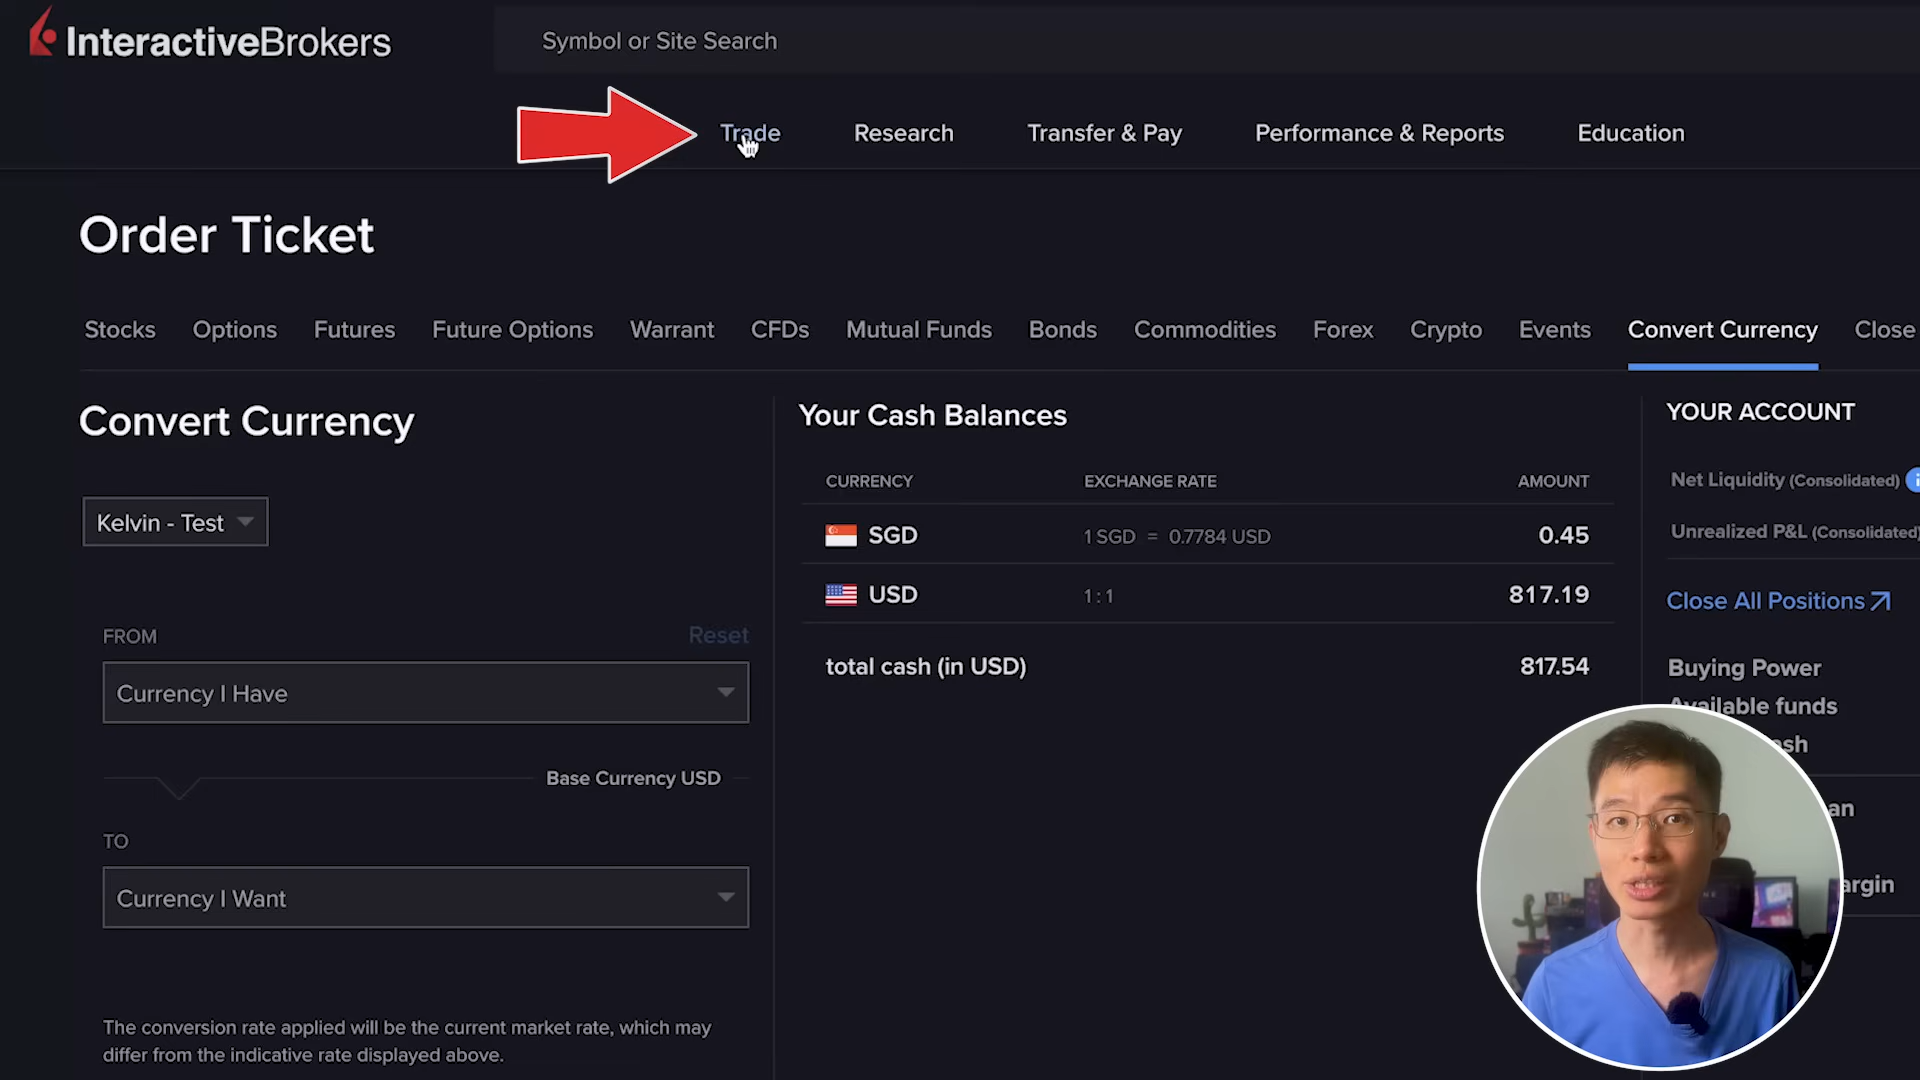 InteractiveBrokers
Symbol or Site Search
Trade Research Transfer & Pay Performance & Reports Education
Order Ticket
Stocks Options Futures Future Options Warrant CFDs Mutual Funds Bonds Commodities Forex Crypto Events Convert Currency Close
Convert Currency
Kelvin - Test
FROM Reset
Currency I Have
Base Currency USD
TO
Currency I Want
The conversion rate applied will be the current market rate, which may
differ from the indicative rate displayed above.
Your Cash Balances
CURRENCY EXCHANGE RATE AMOUNT
SGD 1 SGD = 0.7784 USD 0.45
USD 1 : 1 817.19
total cash (in USD) 817.54
YOUR ACCOUNT
Net Liquidity (Consolidated)
Unrealized P&L (Consolidated)
Close All Positions
Buying Power
Available funds